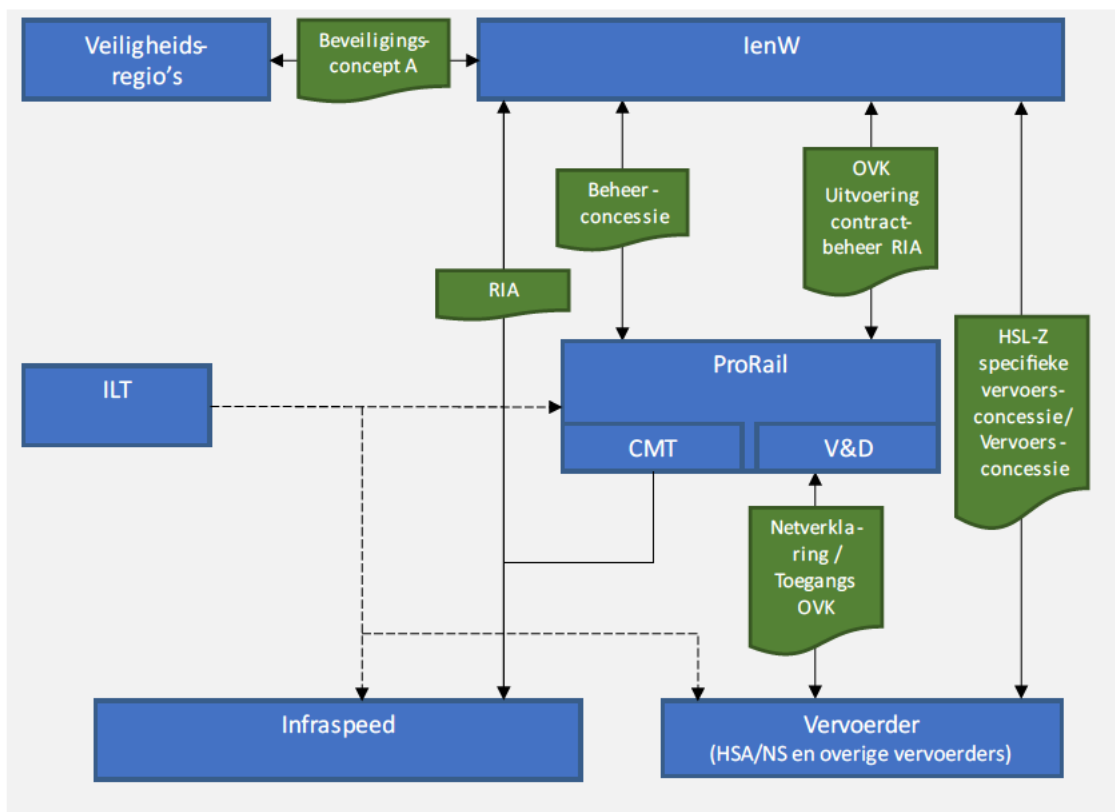 Veiligheids-
regio's
Beveiligings-
concept A
IenW
Beheer-
concessie
OVK
Uitvoering
contract-
beheer RIA
RIA
HSL-Z
specifieke
vervoers-
concessie/
Vervoers-
concessie
ILT
ProRail
CMT
V&D
Netverkla-
ring /
Toegangs
OVK
Infraspeed
Vervoerder
(HSA/NS en overige vervoerders)